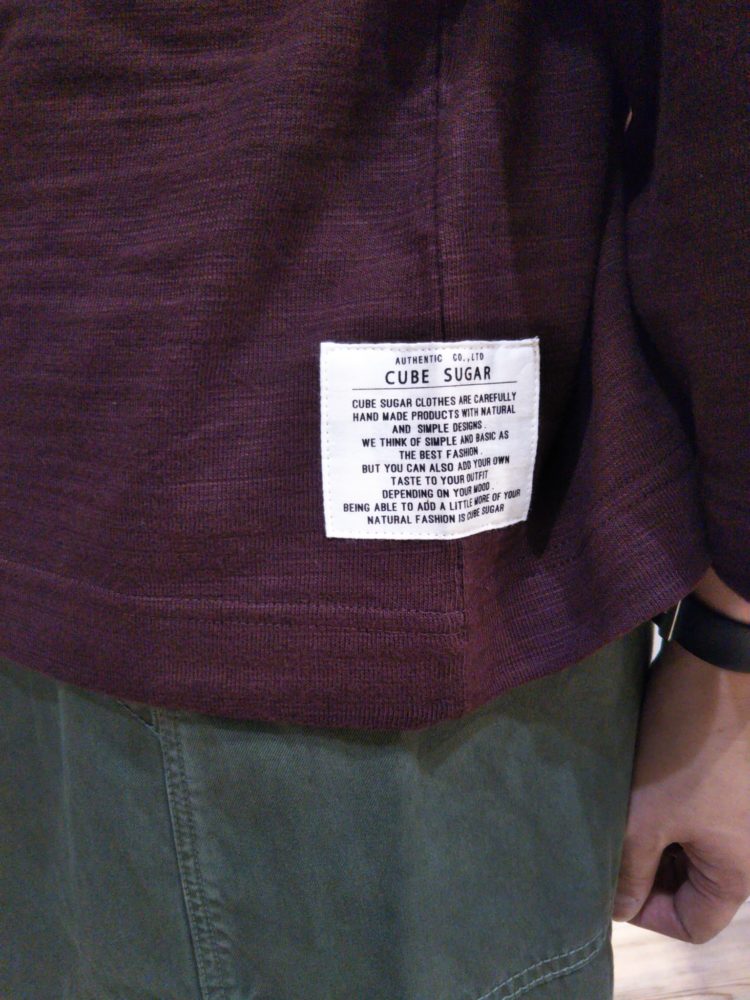 AUTHENTIC CO.,LTD
CUBE SUGAR
CUBE SUGAR CLOTHES ARE CAREFULLY
HAND MADE PRODUCTS WITH NATURAL
AND SIMPLE DESIGNS.
WE THINK OF SIMPLE AND BASIC AS
THE BEST FASHION.
BUT YOU CAN ALSO ADD YOUR OWN
TASTE TO YOUR OUTFIT
DEPENDING ON YOUR MOOD.
BEING ABLE TO ADD A LITTLE MORE OF YOUR
NATURAL FASHION IS CUBE SUGAR